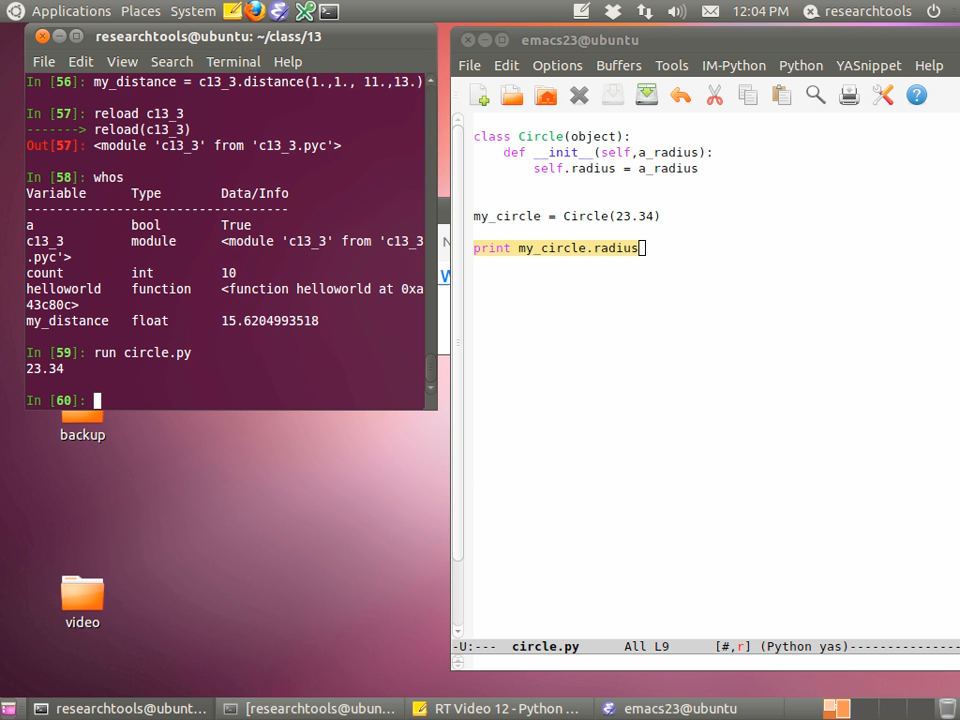 Applications Places System 12:04 PM researchtools
researchtools@ubuntu: ~/class/13
File Edit View Search Terminal Help
In [56]: my_distance = c13_3.distance(1.,1., 11.,13.)
In [57]: reload c13_3
-------> reload(c13_3)
Out[57]: <module 'c13_3' from 'c13_3.pyc'>
In [58]: whos
Variable Type Data/Info
----------------------------------
a bool True
c13_3 module <module 'c13_3' from 'c13_3
.pyc'>
count int 10
helloworld function <function helloworld at 0xa
43c80c>
my_distance float 15.6204993518
In [59]: run circle.py
23.34
In [60]:
backup
video
emacs23@ubuntu
File Edit Options Buffers Tools IM-Python Python YASnippet Help
class Circle(object):
def __init__(self,a_radius):
self.radius = a_radius
my_circle = Circle(23.34)
print my_circle.radius
-U:--- circle.py All L9 [#,r] (Python yas)---------------
researchtools@ubunt... [researchtools@ubun... RT Video 12 - Python ... emacs23@ubuntu